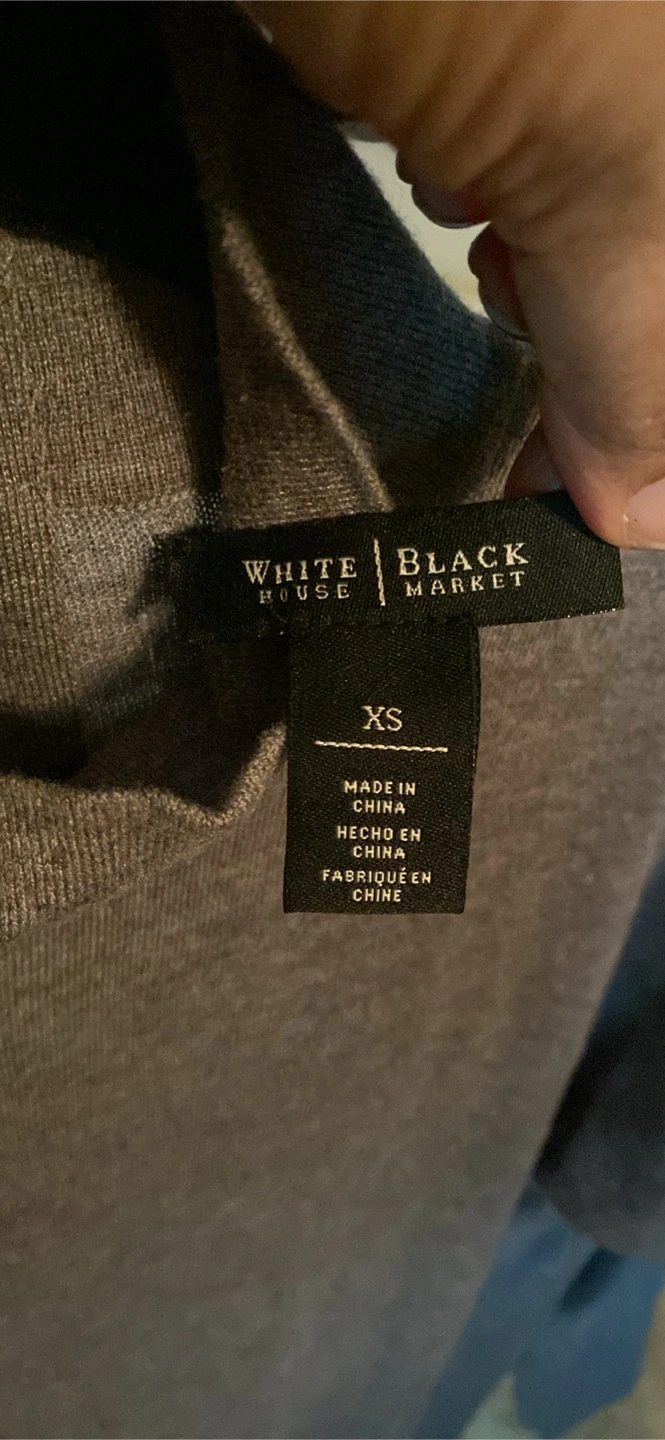 WHITE | BLACK
HOUSE | MARKET
XS
MADE IN
CHINA
HECHO EN
CHINA
FABRIQUÉ EN
CHINE